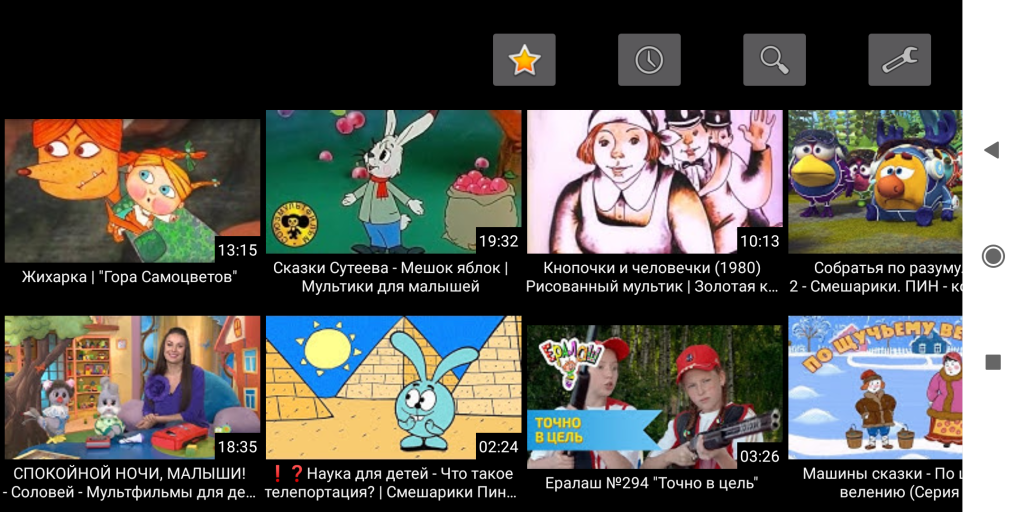 13:15
Жихарка | "Гора Самоцветов"
СОЮЗМУЛЬТФИЛЬМ
19:32
Сказки Сутеева - Мешок яблок |
Мультики для малышей
10:13
Кнопочки и человечки (1980)
Рисованный мультик | Золотая к...
Собратья по разуму.
2 - Смешарики. ПИН - к
18:35
СПОКОЙНОЙ НОЧИ, МАЛЫШИ!
- Соловей - Мультфильмы для де...
02:24
❗❓Наука для детей - Что такое
телепортация? | Смешарики Пин...
ЕРАЛАШ
ТОЧНО
В ЦЕЛЬ
03:26
Ералаш №294 "Точно в цель"
ПО ЩУЧЬЕМУ ВЕ
Машины сказки - По
велению (Серия